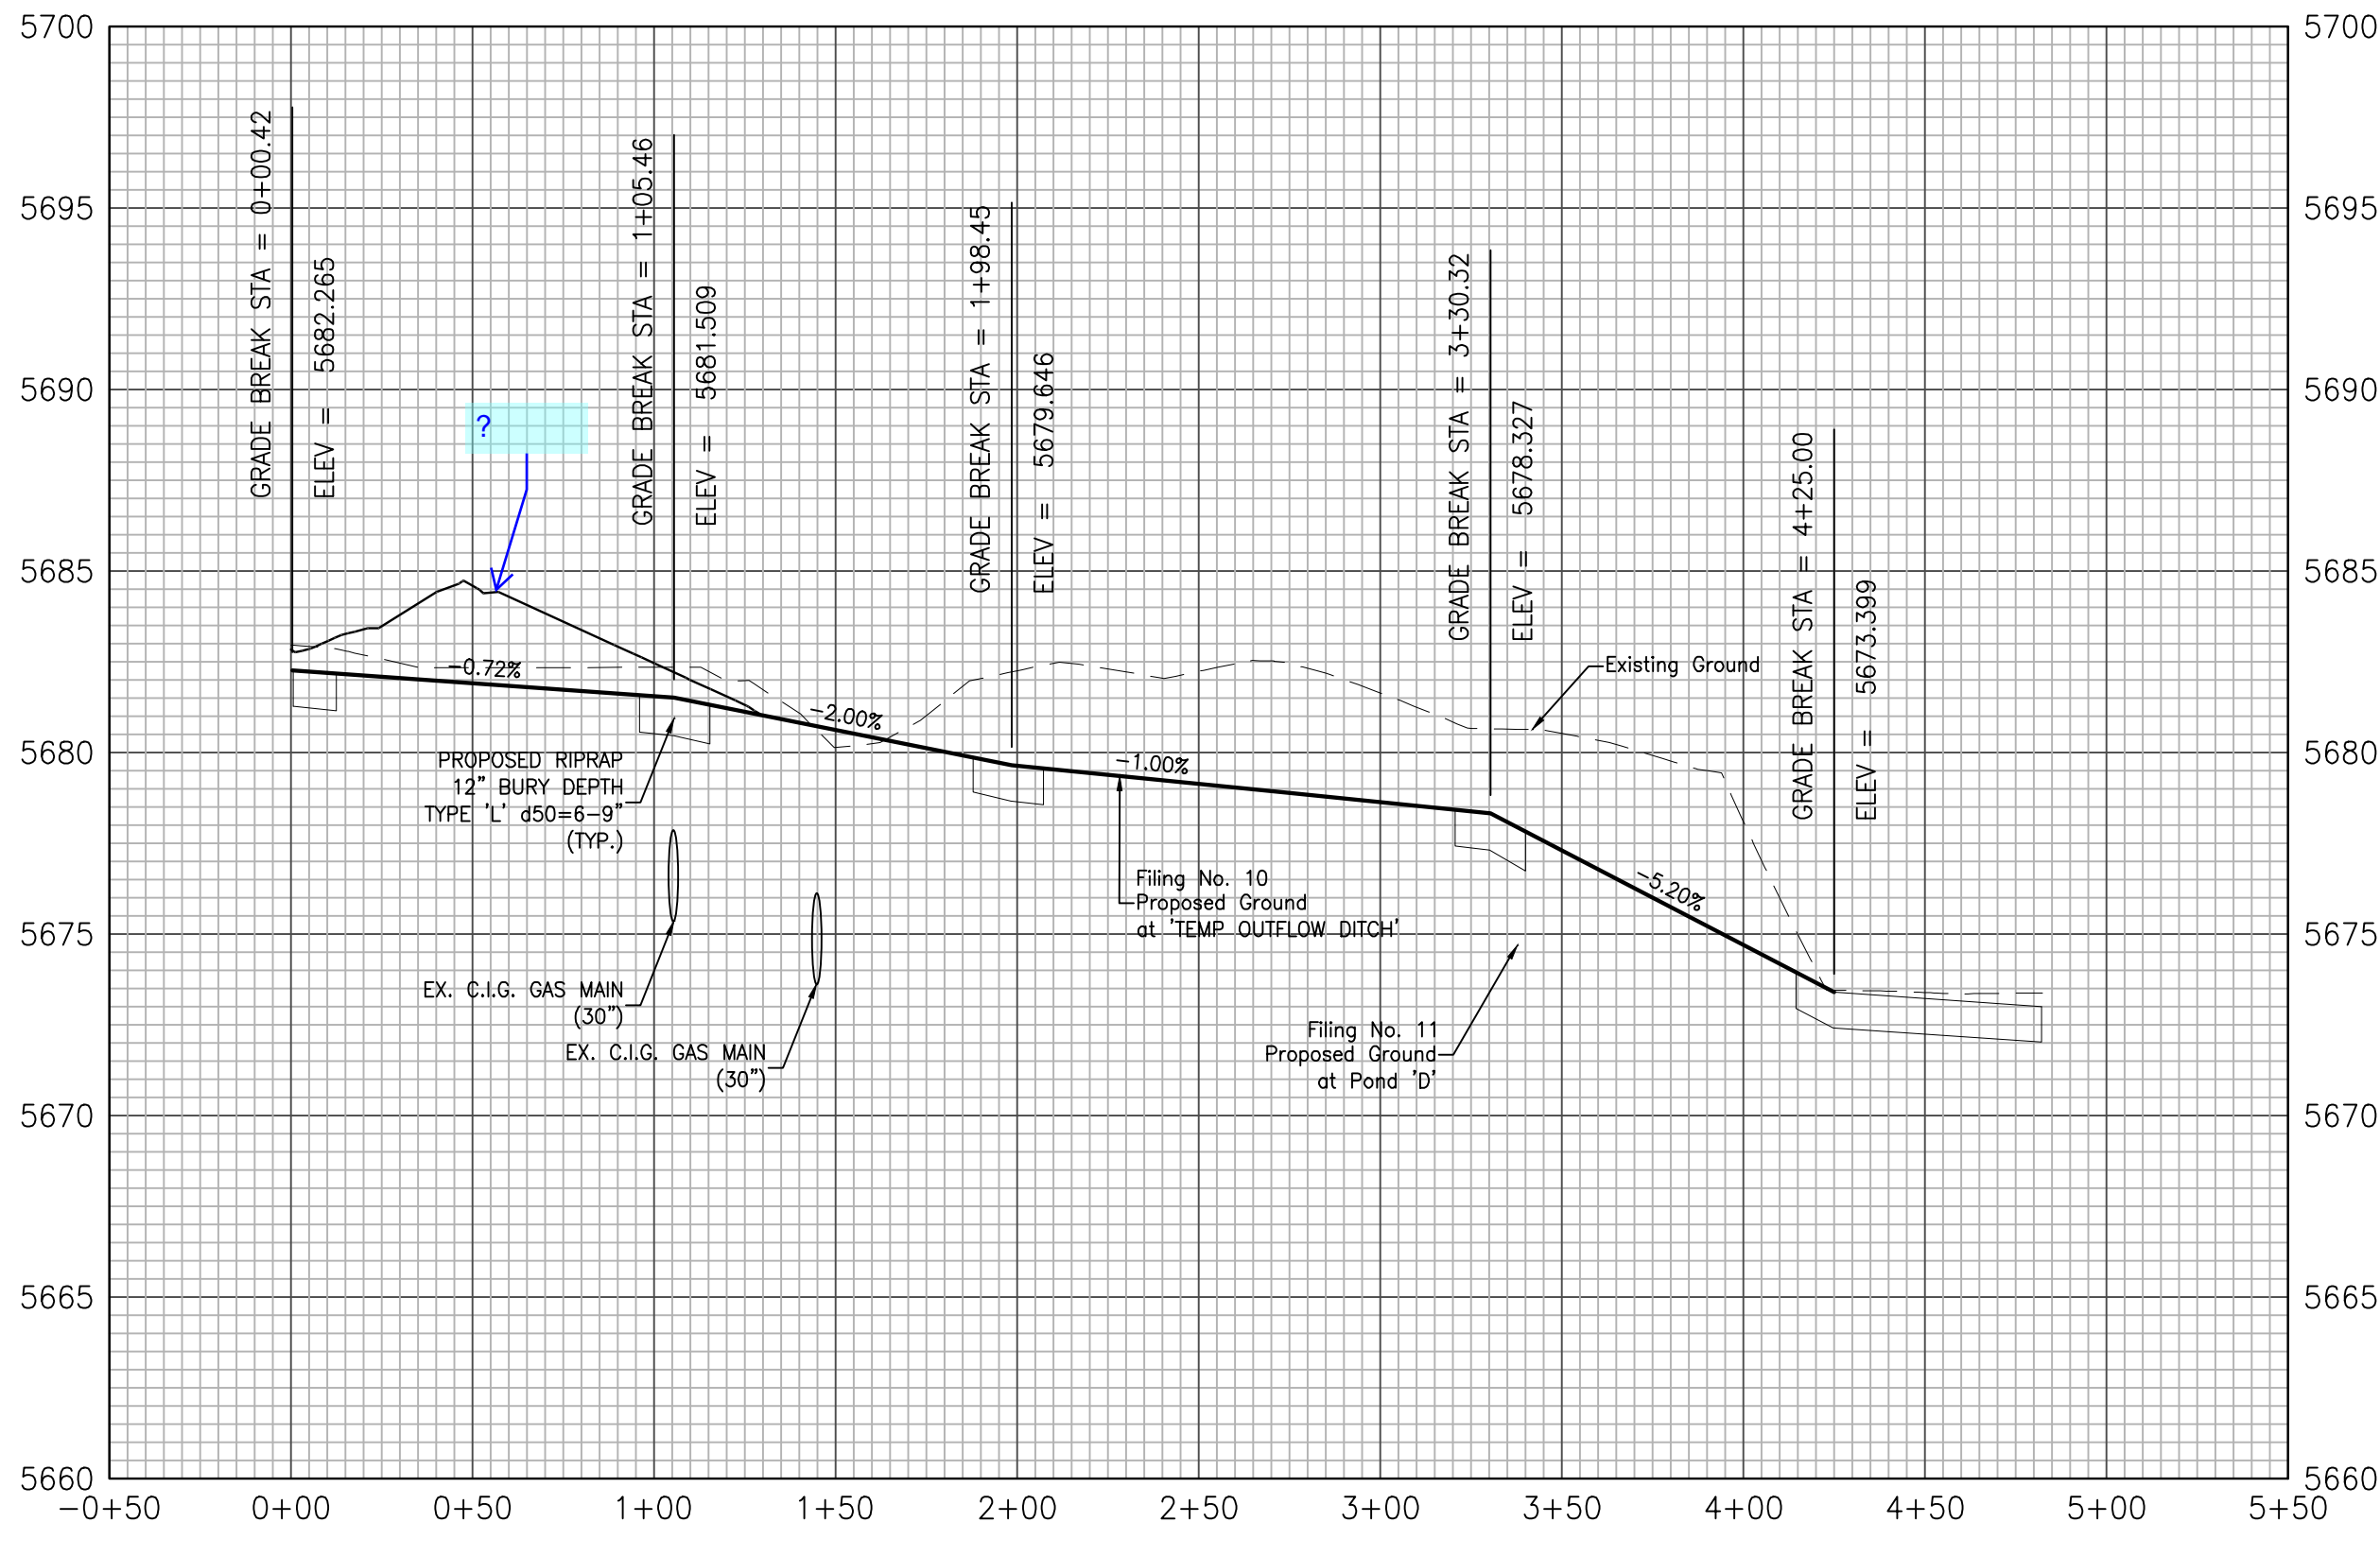 5700
5700
5695
5695
5690
5690
5685
5685
5680
5680
5675
5675
5670
5670
5665
5665
5660
5660
GRADE BREAK STA = 0+00.42
ELEV = 5682.265
GRADE BREAK STA = 1+05.46
ELEV = 5681.509
GRADE BREAK STA = 1+98.45
ELEV = 5679.646
GRADE BREAK STA = 3+30.32
ELEV = 5678.327
GRADE BREAK STA = 4+25.00
ELEV = 5673.399
?
-0.72%
-2.00%
-1.00%
-5.20%
Existing Ground
PROPOSED RIPRAP
12" BURY DEPTH
TYPE 'L' d50=6-9"
(TYP.)
Filing No. 10
Proposed Ground
at 'TEMP OUTFLOW DITCH'
EX. C.I.G. GAS MAIN
(30")
EX. C.I.G. GAS MAIN
(30")
Filing No. 11
Proposed Ground
at Pond 'D'
-0+50
0+00
0+50
1+00
1+50
2+00
2+50
3+00
3+50
4+00
4+50
5+00
5+50